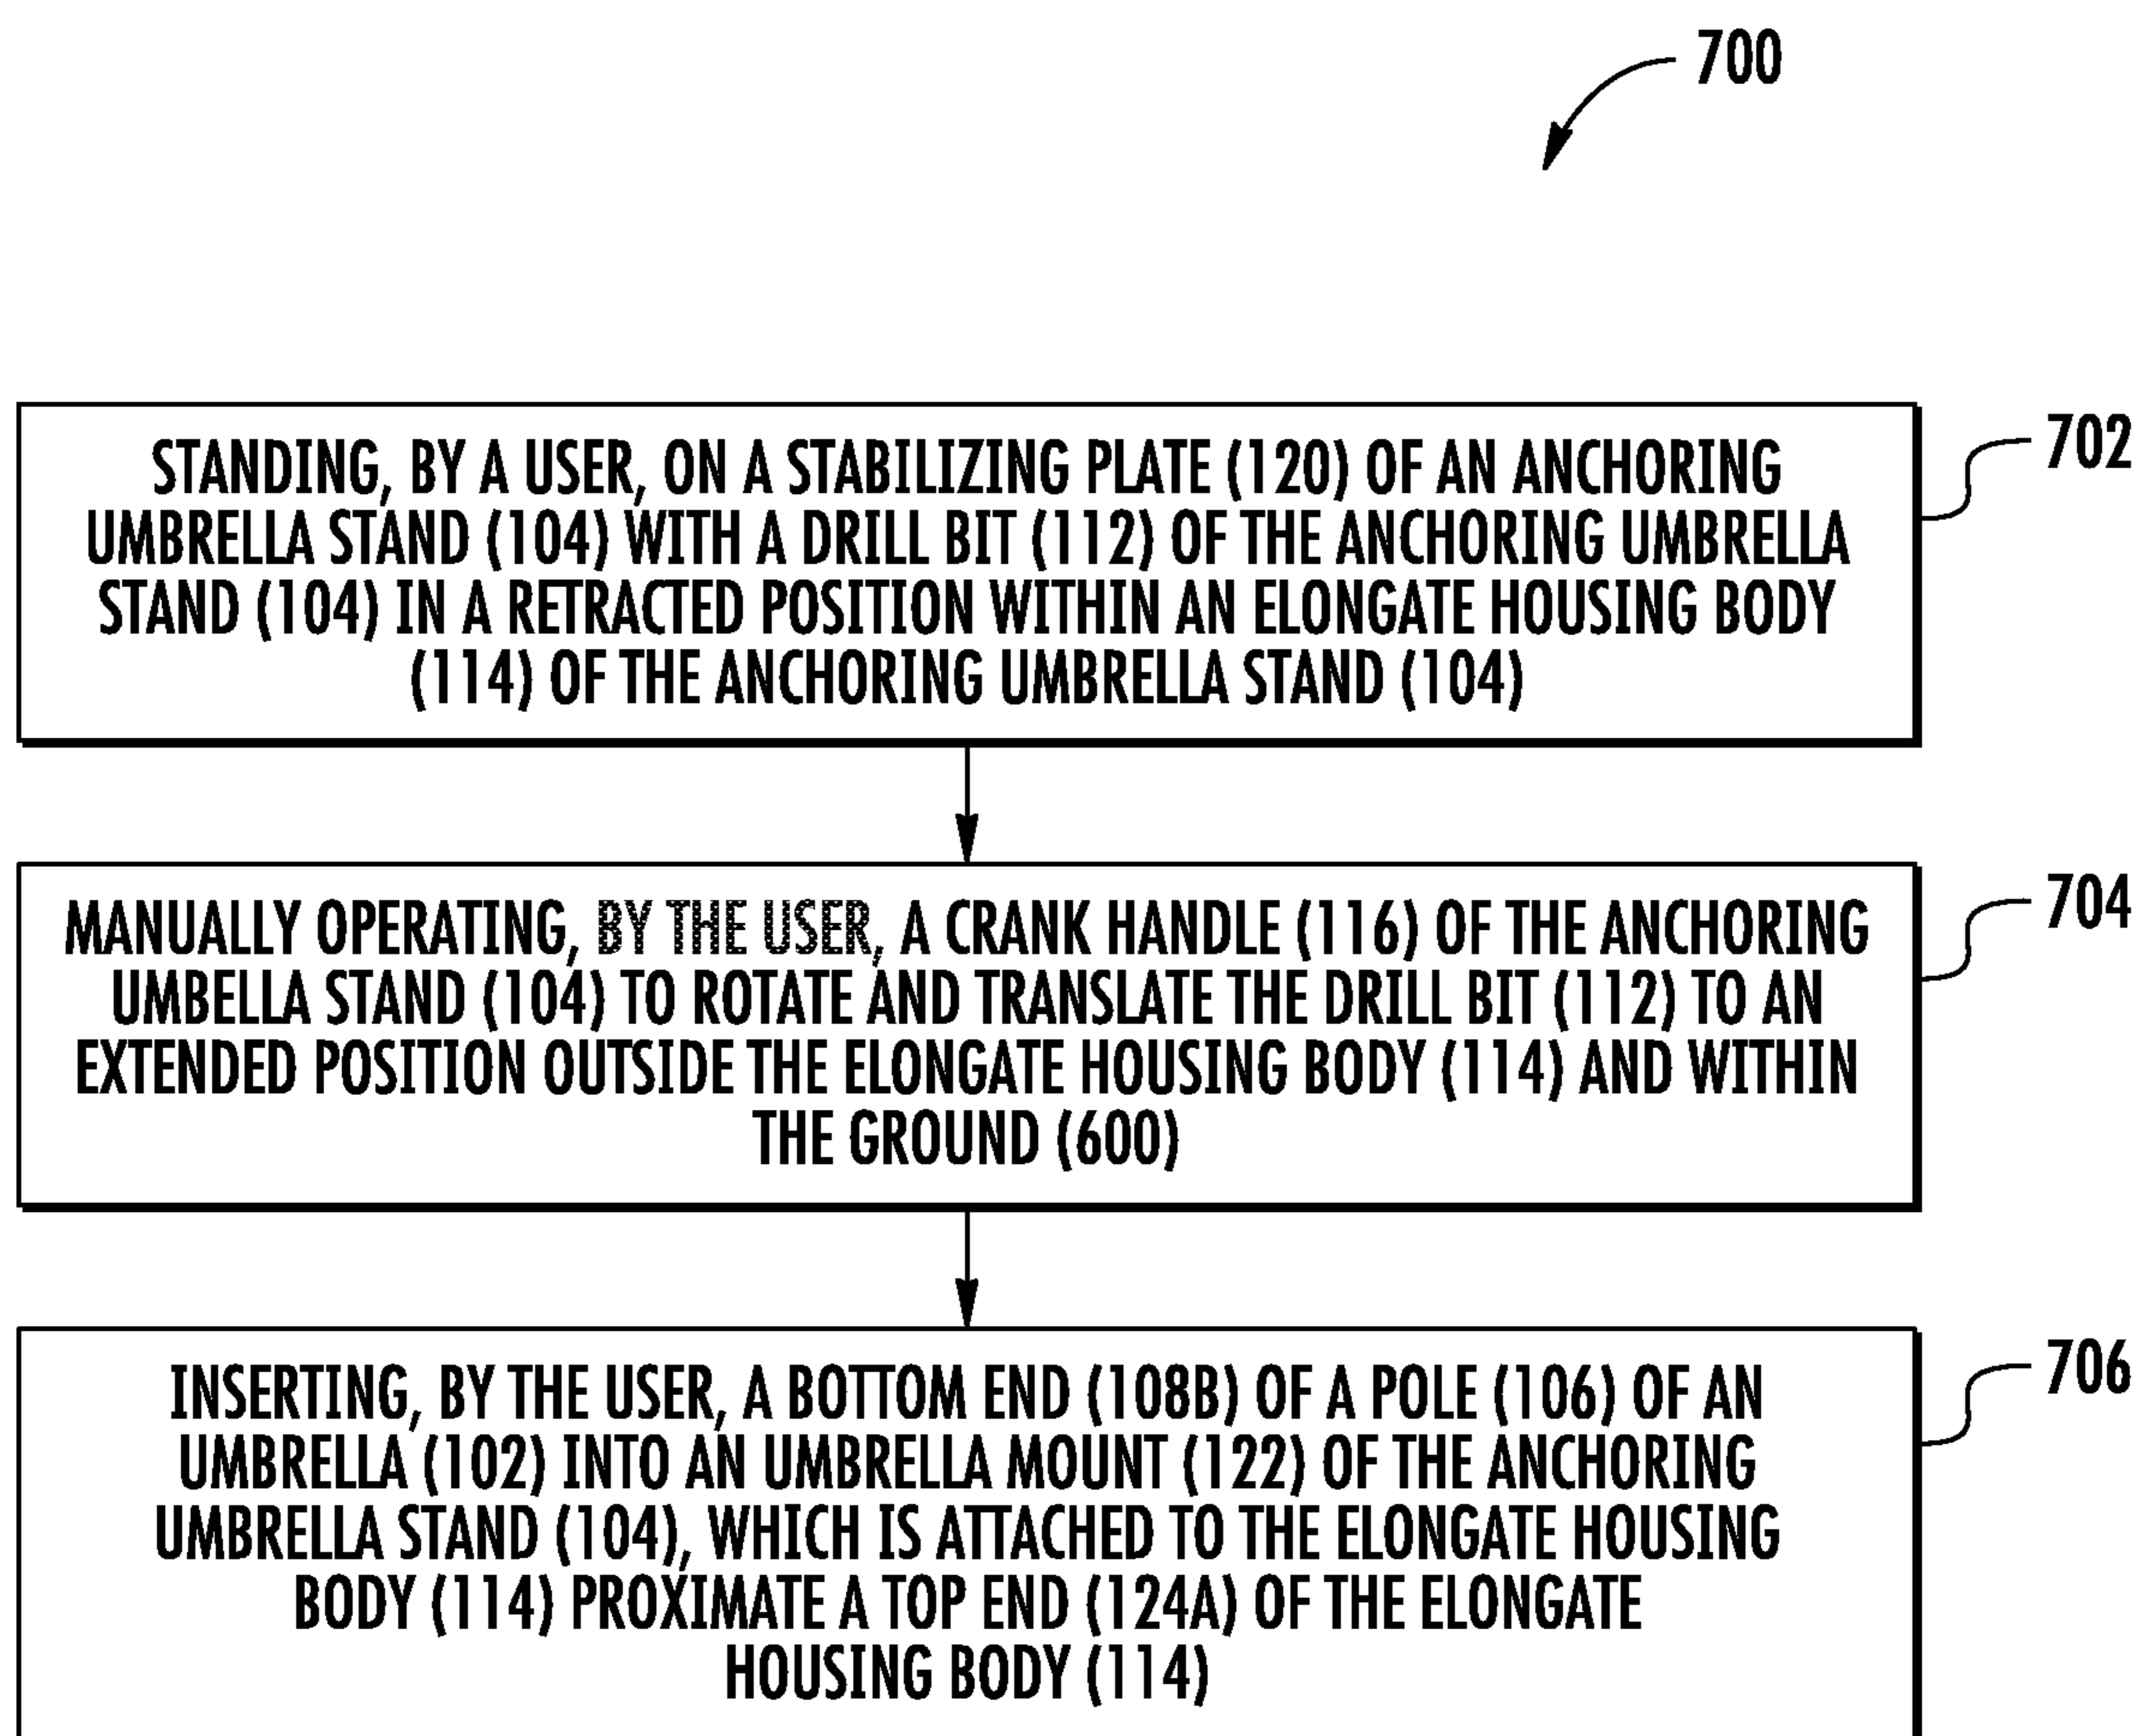 700
702
STANDING, BY A USER, ON A STABILIZING PLATE (120) OF AN ANCHORING
UMBRELLA STAND (104) WITH A DRILL BIT (112) OF THE ANCHORING UMBRELLA
STAND (104) IN A RETRACTED POSITION WITHIN AN ELONGATE HOUSING BODY
(114) OF THE ANCHORING UMBRELLA STAND (104)
704
MANUALLY OPERATING, BY THE USER, A CRANK HANDLE (116) OF THE ANCHORING
UMBELLA STAND (104) TO ROTATE AND TRANSLATE THE DRILL BIT (112) TO AN
EXTENDED POSITION OUTSIDE THE ELONGATE HOUSING BODY (114) AND WITHIN
THE GROUND (600)
706
INSERTING, BY THE USER, A BOTTOM END (108B) OF A POLE (106) OF AN
UMBRELLA (102) INTO AN UMBRELLA MOUNT (122) OF THE ANCHORING
UMBRELLA STAND (104), WHICH IS ATTACHED TO THE ELONGATE HOUSING
BODY (114) PROXIMATE A TOP END (124A) OF THE ELONGATE
HOUSING BODY (114)